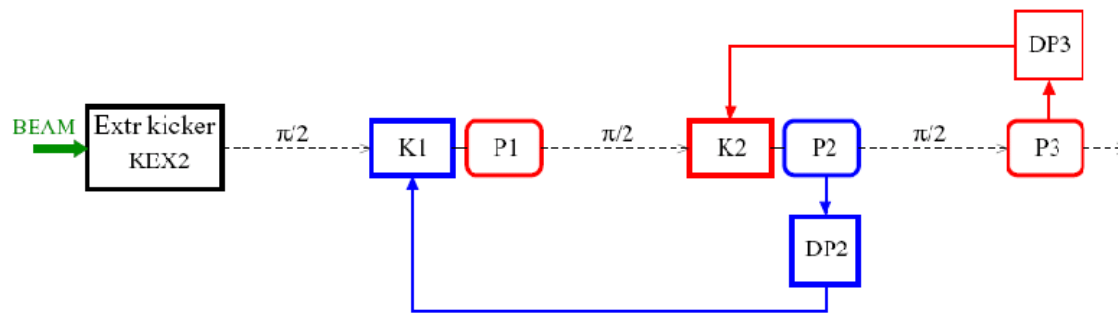 DP3
BEAM
Extr kicker
KEX2
π/2
K1
P1
π/2
K2
P2
π/2
P3
DP2